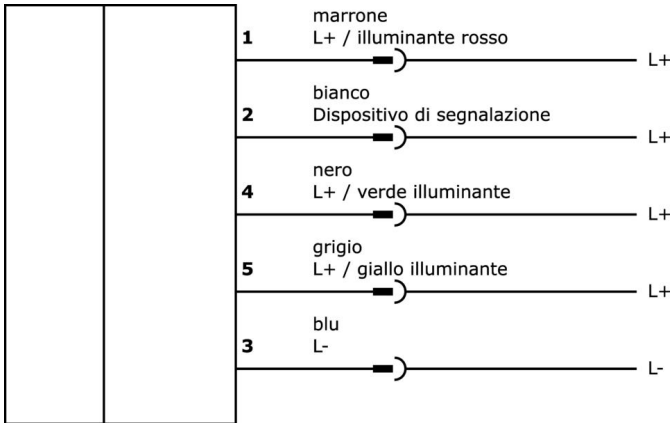 marrone
1 L+ / illuminante rosso
L+
bianco
2 Dispositivo di segnalazione
L+
nero
4 L+ / verde illuminante
L+
grigio
5 L+ / giallo illuminante
L+
blu
3 L-
L-